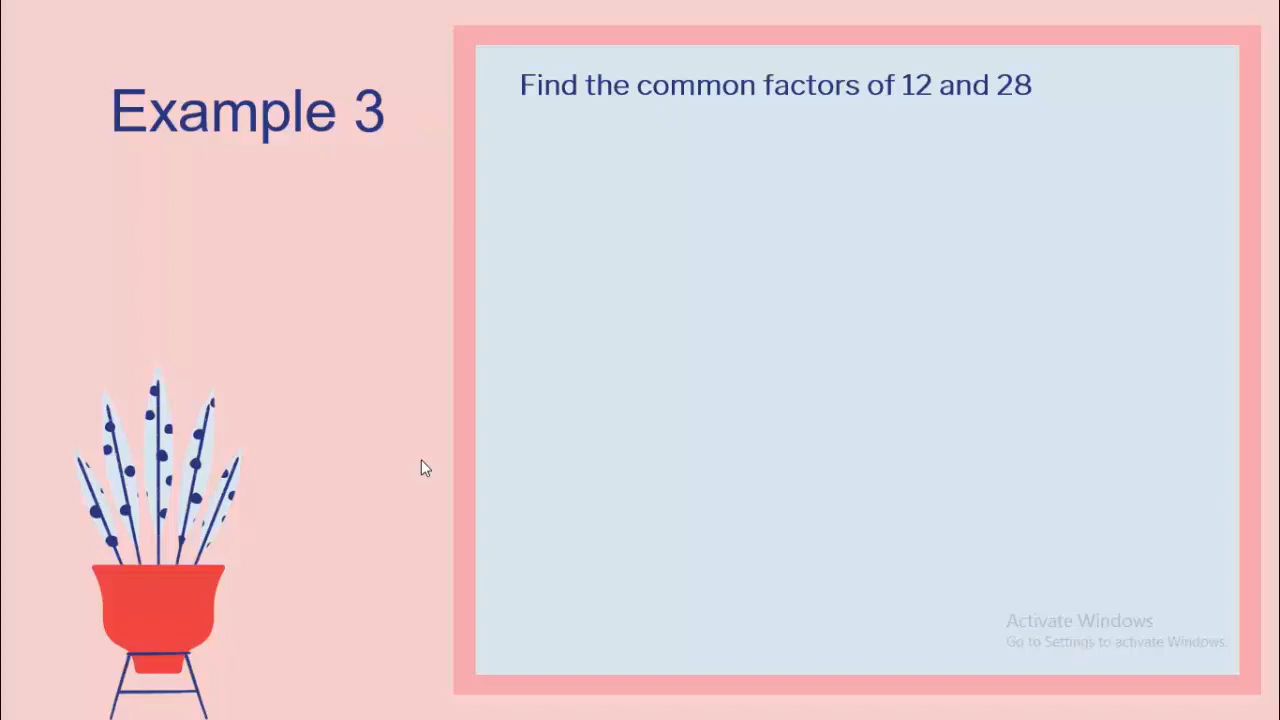 Example 3
Find the common factors of 12 and 28
Activate Windows
Go to Settings to activate Windows.